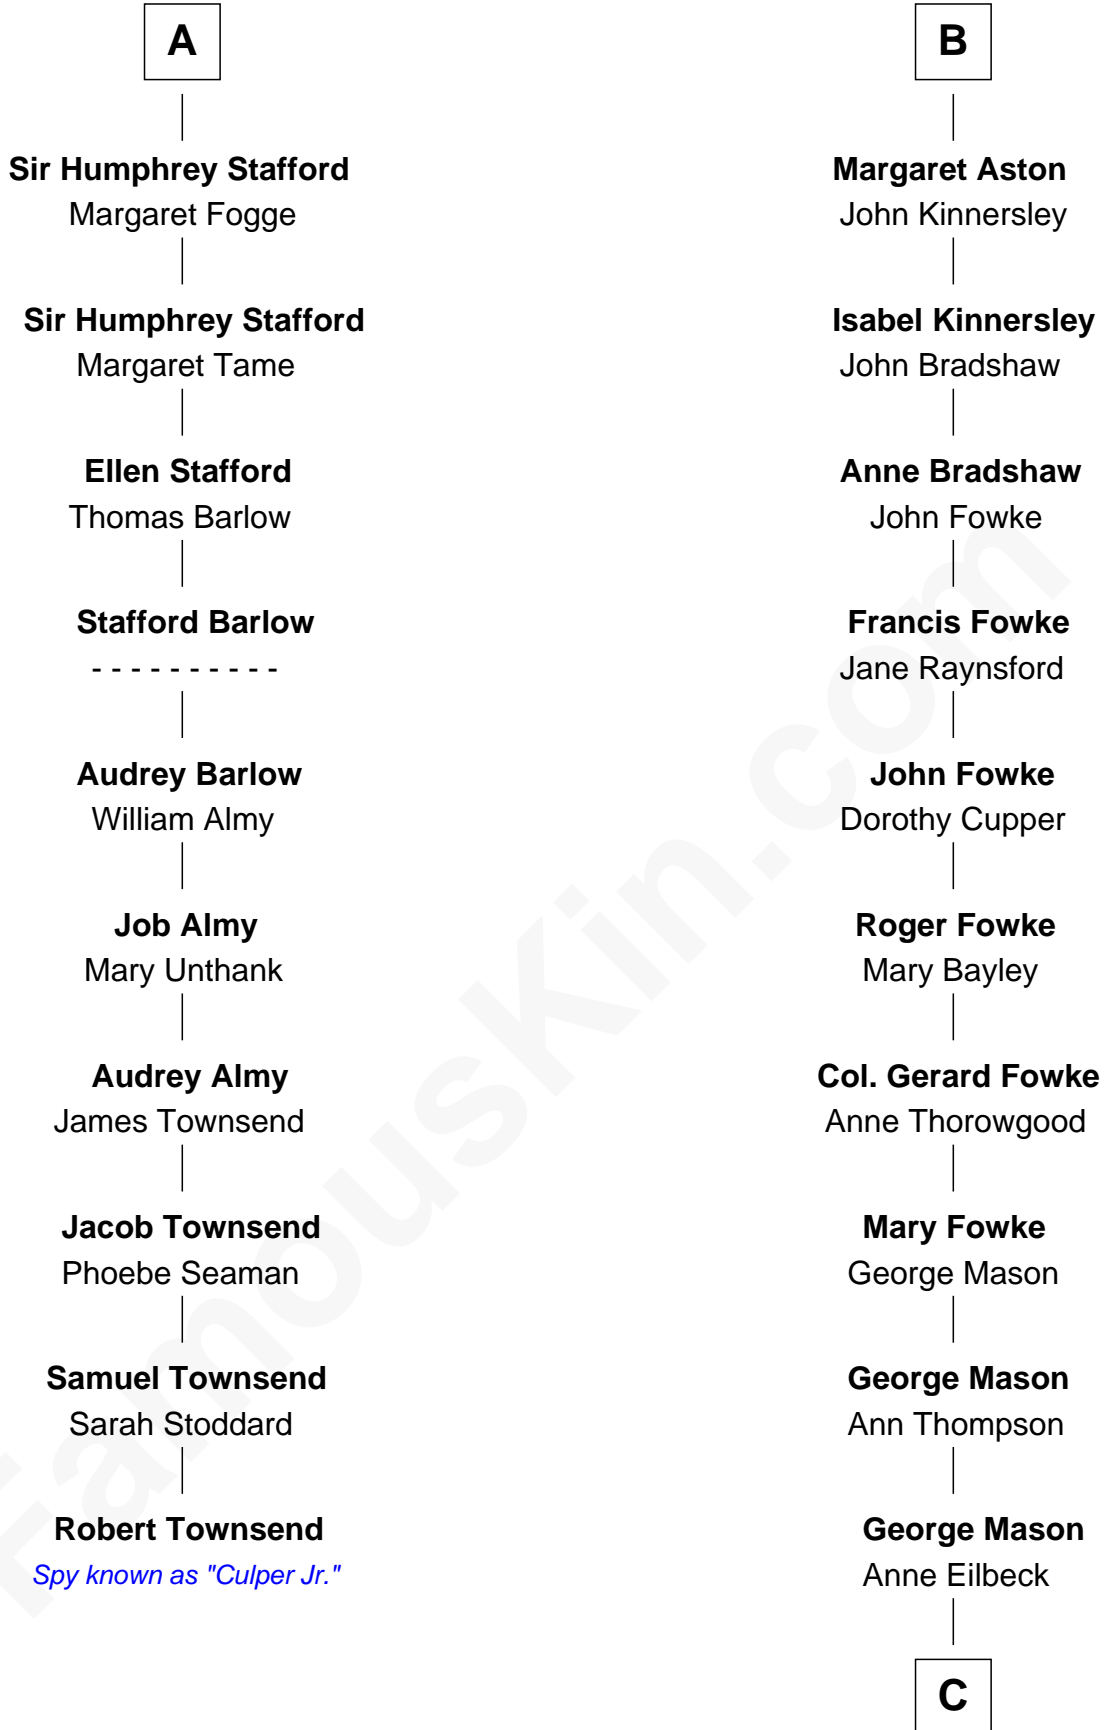 A
Sir Humphrey Stafford
Margaret Fogge
Sir Humphrey Stafford
Margaret Tame
Ellen Stafford
Thomas Barlow
Stafford Barlow
- - - - - - - - - -
Audrey Barlow
William Almy
Job Almy
Mary Unthank
Audrey Almy
James Townsend
Jacob Townsend
Phoebe Seaman
Samuel Townsend
Sarah Stoddard
Robert Townsend
Spy known as "Culper Jr."
B
Margaret Aston
John Kinnersley
Isabel Kinnersley
John Bradshaw
Anne Bradshaw
John Fowke
Francis Fowke
Jane Raynsford
John Fowke
Dorothy Cupper
Roger Fowke
Mary Bayley
Col. Gerard Fowke
Anne Thorowgood
Mary Fowke
George Mason
George Mason
Ann Thompson
George Mason
Anne Eilbeck
C
FamousKin.com